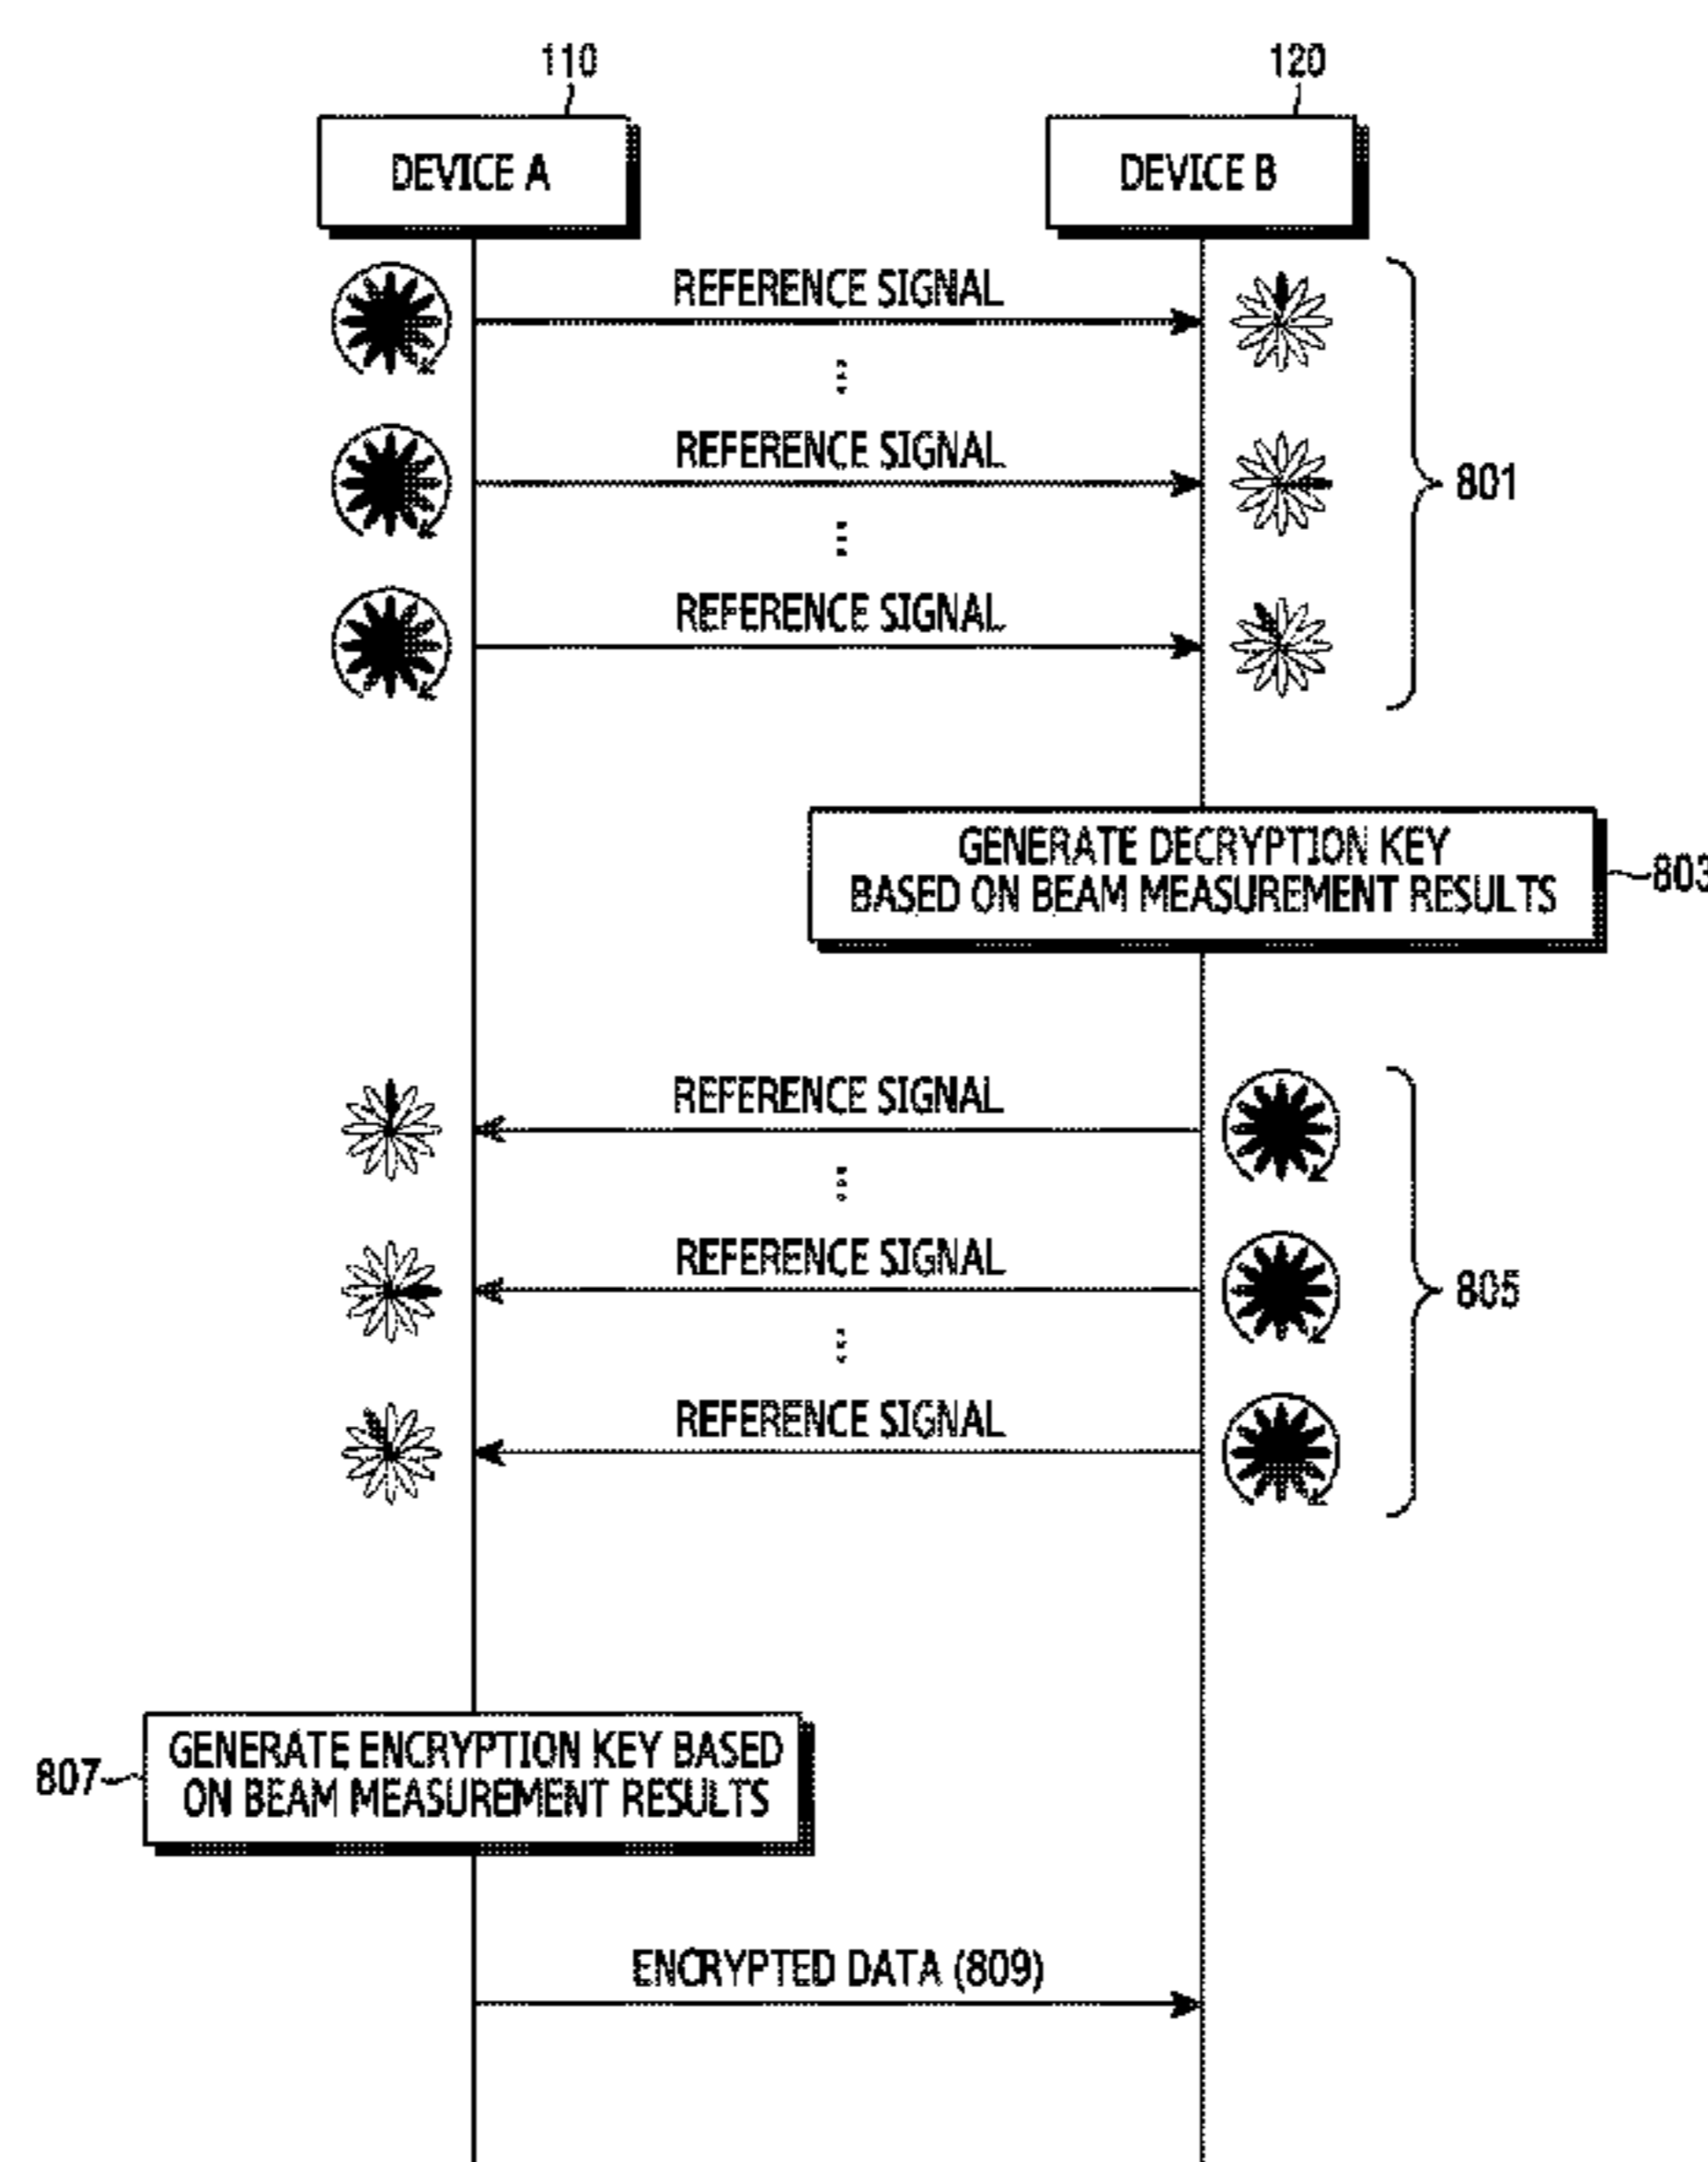 110
120
DEVICE A
DEVICE B
REFERENCE SIGNAL
REFERENCE SIGNAL
801
REFERENCE SIGNAL
GENERATE DECRYPTION KEY
BASED ON BEAM MEASUREMENT RESULTS
803
REFERENCE SIGNAL
REFERENCE SIGNAL
805
REFERENCE SIGNAL
GENERATE ENCRYPTION KEY BASED
ON BEAM MEASUREMENT RESULTS
807
ENCRYPTED DATA (809)